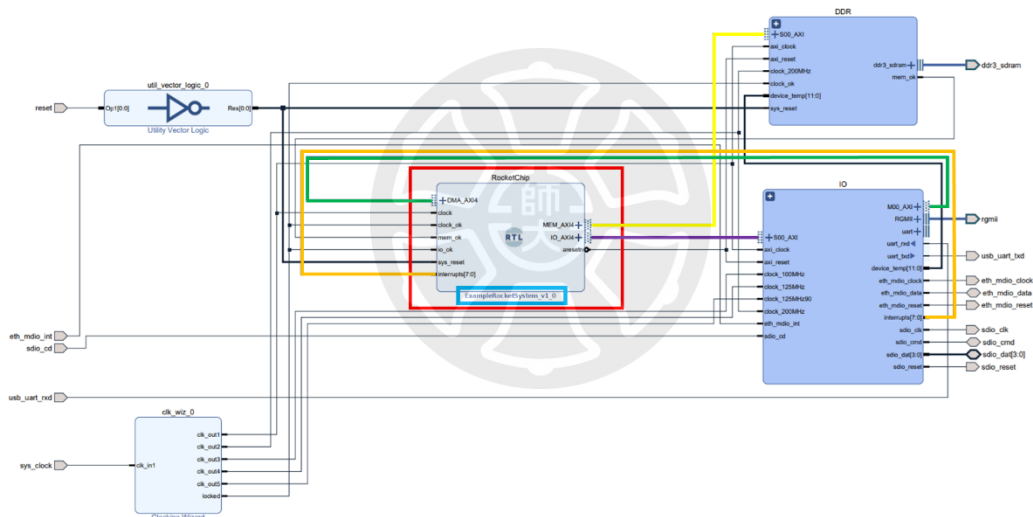 DDR
S00_AXI
axi_clock
axi_reset
clock_200MHz
clock_ok
device_temp[11:0]
sys_reset
ddr3_sdram
mem_ok
ddr3_sdram
util_vector_logic_0
reset
Op1[0:0]
Res[0:0]
Utility Vector Logic
RocketChip
DMA_AXI4
clock
clock_ok
mem_ok
io_ok
sys_reset
interrupts[7:0]
RTL
MEM_AXI4
IO_AXI4
aresetn
ExampleRocketSystem_v1_0
師
大
IO
S00_AXI
axi_clock
axi_reset
clock_100MHz
clock_125MHz
clock_125MHz90
clock_200MHz
eth_mdio_int
sdio_cd
M00_AXI
RGMII
uart
uart_rxd
uart_txd
device_temp[11:0]
eth_mdio_clock
eth_mdio_data
eth_mdio_reset
interrupts[7:0]
sdio_clk
sdio_cmd
sdio_dat[3:0]
sdio_reset
rgmii
usb_uart_txd
eth_mdio_clock
eth_mdio_data
eth_mdio_reset
sdio_clk
sdio_cmd
sdio_dat[3:0]
sdio_reset
eth_mdio_int
sdio_cd
usb_uart_rxd
sys_clock
clk_wiz_0
clk_in1
clk_out1
clk_out2
clk_out3
clk_out4
clk_out5
locked
Clocking Wizard